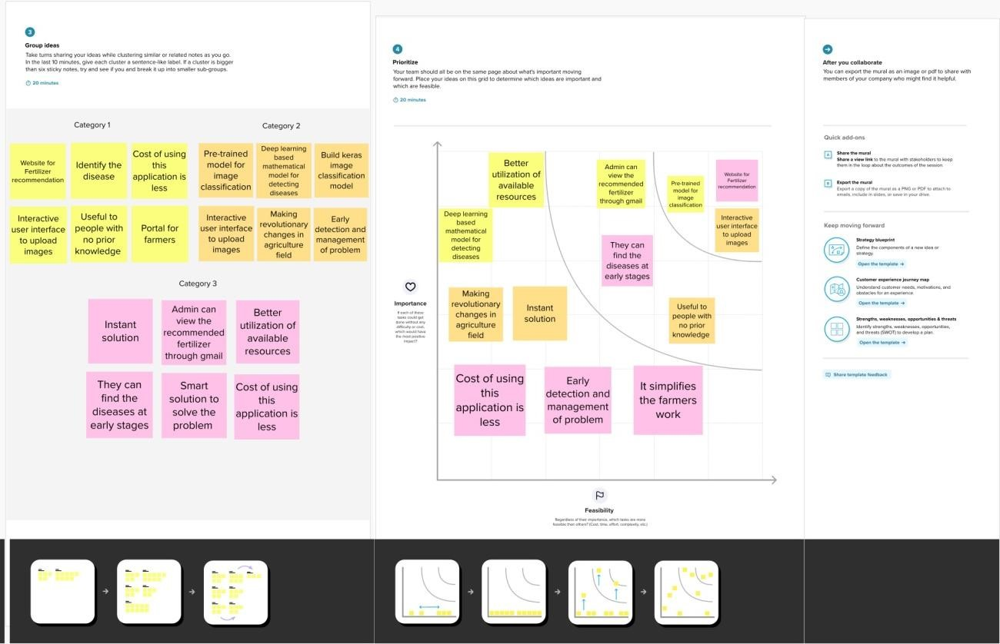 3
Group ideas
Take turns sharing your ideas while clustering similar or related notes as you go.
In the last 10 minutes, give each cluster a sentence-like label. If a cluster is bigger
than six sticky notes, try and see if you and break it up into smaller sub-groups.
20 minutes
Category 1
Website for
Fertilizer
recommendation
Identify the
disease
Cost of using
this
application is
less
Interactive
user interface
to upload
images
Useful to
people with
no prior
knowledge
Portal for
farmers
Category 2
Pre-trained
model for
image
classification
Deep learning
based
mathematical
model for
detecting
diseases
Build keras
image
classification
model
Interactive
user interface
to upload
images
Making
revolutionary
changes in
agriculture
field
Early
detection and
management
of problem
Category 3
Instant
solution
Admin can
view the
recommended
fertilizer
through gmail
Better
utilization of
available
resources
They can
find the
diseases at
early stages
Smart
solution to
solve the
problem
Cost of using
this
application is
less
4
Prioritize
Your team should all be on the same page about what's important moving
forward. Place your ideas on this grid to determine which ideas are important and
which are feasible.
20 minutes
Better
utilization of
available
resources
Admin can
view the
recommended
fertilizer
through gmail
Pre-trained
model for
image
classification
Website for
Fertilizer
recommendation
Deep learning
based
mathematical
model for
detecting
diseases
Interactive
user interface
to upload
images
They can
find the
diseases at
early stages
Importance
If each of these
tasks could get
done without any
difficulty or cost,
which would have
the most positive
impact?
Making
revolutionary
changes in
agriculture
field
Instant
solution
Useful to
people with
no prior
knowledge
Cost of using
this
application is
less
Early
detection and
management
of problem
It simplifies
the farmers
work
Feasibility
Regardless of their importance, which tasks are more
feasible than others? (Cost, time, effort, complexity, etc.)
After you collaborate
You can export the mural as an image or pdf to share with
members of your company who might find it helpful.
Quick add-ons
A
Share the mural
Share a view link to the mural with stakeholders to keep
them in the loop about the outcomes of the session.
B
Export the mural
Export a copy of the mural as a PNG or PDF to attach to
emails, include in slides, or save in your drive.
Keep moving forward
Strategy blueprint
Define the components of a new idea or
strategy.
Open the template →
Customer experience journey map
Understand customer needs, motivations, and
obstacles for an experience.
Open the template →
Strengths, weaknesses, opportunities & threats
Identify strengths, weaknesses, opportunities,
and threats (SWOT) to develop a plan.
Open the template →
Share template feedback